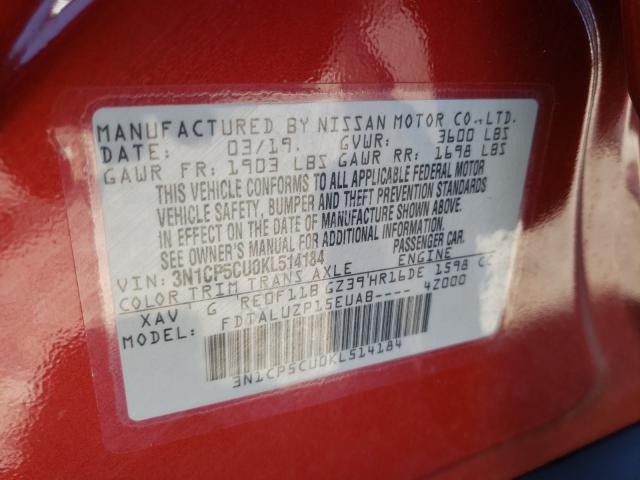 MANUFACTURED BY NISSAN MOTOR CO.,LTD.
DATE: 03/19. GVWR: 3600 LBS
GAWR FR: 1903 LBS GAWR RR: 1698 LBS
THIS VEHICLE CONFORMS TO ALL APPLICABLE FEDERAL MOTOR
VEHICLE SAFETY, BUMPER AND THEFT PREVENTION STANDARDS
IN EFFECT ON THE DATE OF MANUFACTURE SHOWN ABOVE.
SEE OWNER'S MANUAL FOR ADDITIONAL INFORMATION
VIN: 3N1CP5CU0KL514184 PASSENGER CAR.
COLOR TRIM TRANS AXLE ENGINE
XAV G RE0F11B GZ39 HR16DE 1598 CC
MODEL: FDTALUZP15EUAB---- 4Z000
3N1CP5CU0KL514184